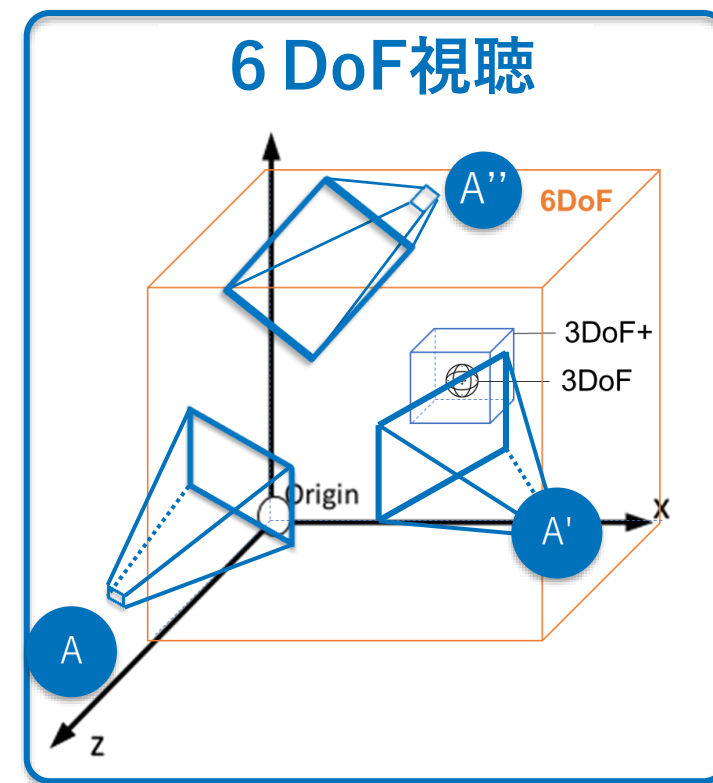 6 DoF視聴
A’’
6DoF
3DoF+
3DoF
Origin
X
A'
A
Z